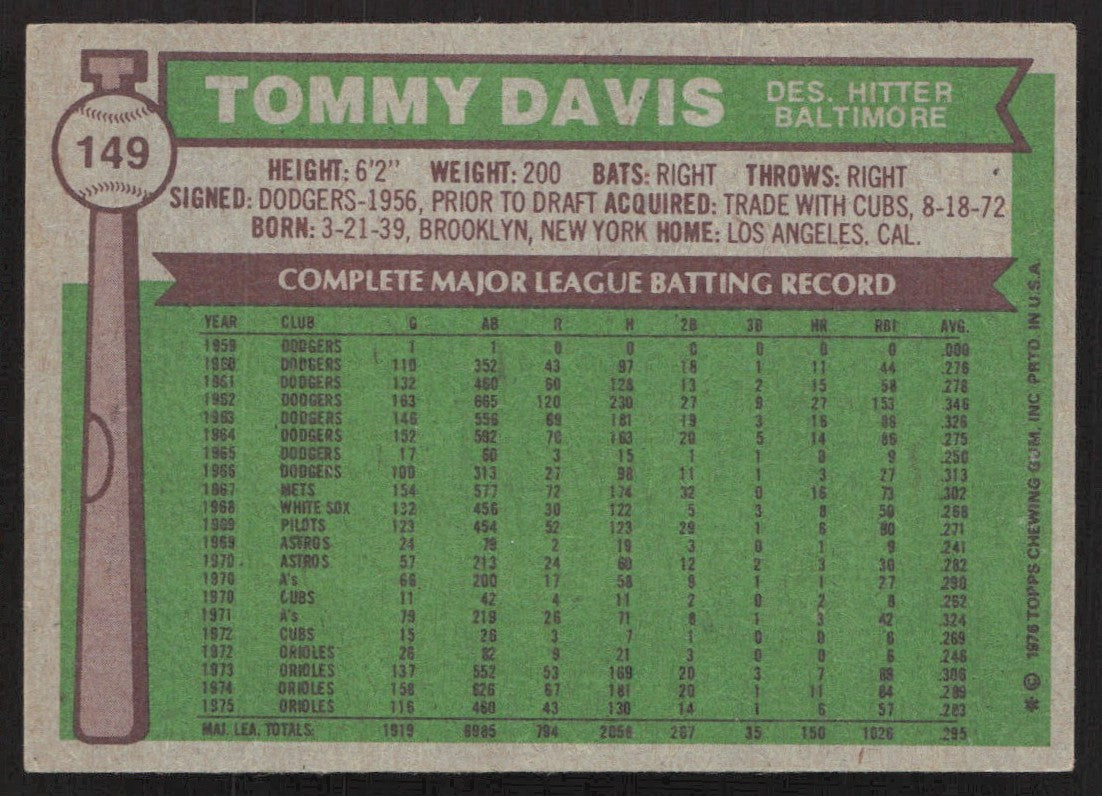 149
TOMMY DAVIS DES. HITTER
BALTIMORE
HEIGHT: 6'2" WEIGHT: 200 BATS: RIGHT THROWS: RIGHT
SIGNED: DODGERS-1956, PRIOR TO DRAFT ACQUIRED: TRADE WITH CUBS, 8-18-72
BORN: 3-21-39, BROOKLYN, NEW YORK HOME: LOS ANGELES. CAL.
COMPLETE MAJOR LEAGUE BATTING RECORD
YEAR CLUB G AB R H 2B 3B HR RBI AVG.
1959 DODGERS 1 1 0 0 0 0 0 0 .000
1960 DODGERS 110 352 43 97 18 1 11 44 .276
1961 DODGERS 132 460 60 128 13 2 15 58 .278
1962 DODGERS 163 665 120 230 27 9 27 153 .346
1963 DODGERS 146 556 69 181 19 3 16 88 .326
1964 DODGERS 152 592 70 163 20 5 14 86 .275
1965 DODGERS 17 60 3 15 1 1 0 9 .250
1966 DODGERS 100 313 27 98 11 1 3 27 .313
1967 METS 154 577 72 174 32 0 16 73 .302
1968 WHITE SOX 132 456 30 122 5 3 8 50 .268
1969 PILOTS 123 454 52 123 29 1 6 80 .271
1969 ASTROS 24 79 2 19 3 0 1 9 .241
1970 ASTROS 57 213 24 60 12 2 3 30 .282
1970 A's 66 200 17 58 9 1 1 27 .290
1970 CUBS 11 42 4 11 2 0 2 8 .262
1971 A's 79 219 26 71 8 1 3 42 .324
1972 CUBS 15 26 3 7 1 0 0 6 .269
1972 ORIOLES 26 82 9 21 3 0 0 6 .246
1973 ORIOLES 137 552 53 169 20 3 7 89 .306
1974 ORIOLES 158 626 67 181 20 1 11 84 .289
1975 ORIOLES 116 460 43 130 14 1 6 57 .283
MAJ. LEA. TOTALS: 1919 6985 794 2058 267 35 150 1026 .295
* © 1976 TOPPS CHEWING GUM, INC. PRTD. IN U.S.A.